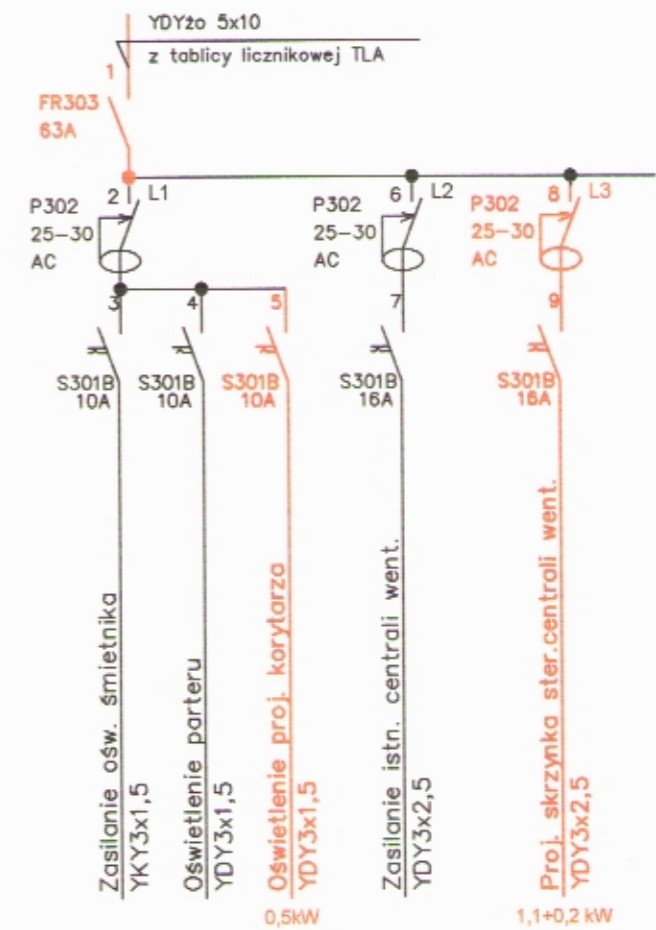 YDYżo 5x10
z tablicy licznikowej TLA
1
FR303
63A
2 L1
P302
25-30
AC
6 L2
P302
25-30
AC
8 L3
P302
25-30
AC
3
4
5
7
9
S301B
10A
S301B
10A
S301B
10A
S301B
16A
S301B
16A
Zasilanie ośw. śmietnika
YKY3x1,5
Oświetlenie parteru
YDY3x1,5
Oświetlenie proj. korytarza
YDY3x1,5
Zasilanie istn. centrali went.
YDY3x2,5
Proj. skrzynka ster.centrali went.
YDY3x2,5
0,5kW
1,1+0,2 kW